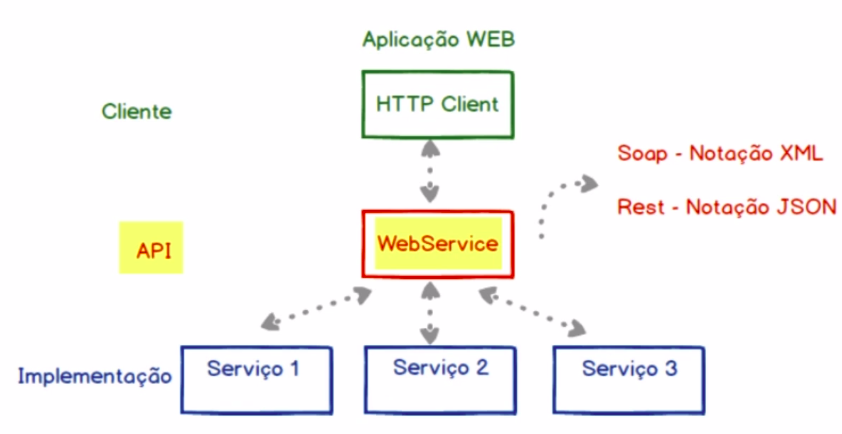 Aplicação WEB
Cliente
HTTP Client
Soap - Notação XML
Rest - Notação JSON
API
WebService
Implementação
Serviço 1
Serviço 2
Serviço 3